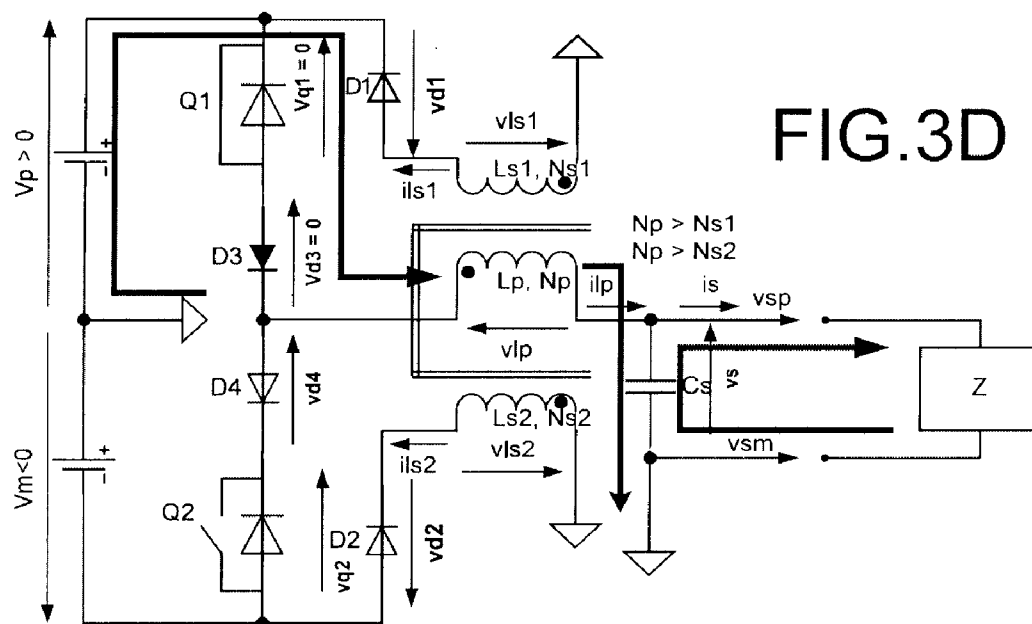 FIG.3D
Vp > 0
+
-
Q1
Vq1 = 0
D1
vd1
vls1
ils1
Ls1, Ns1
Np > Ns1
Np > Ns2
D3
Vd3 = 0
Lp, Np
ilp
is
vsp
vlp
D4
vd4
Cs
vs
Z
Ls2, Ns2
vsm
Vm<0
+
-
ils2
vls2
Q2
vq2
D2
vd2